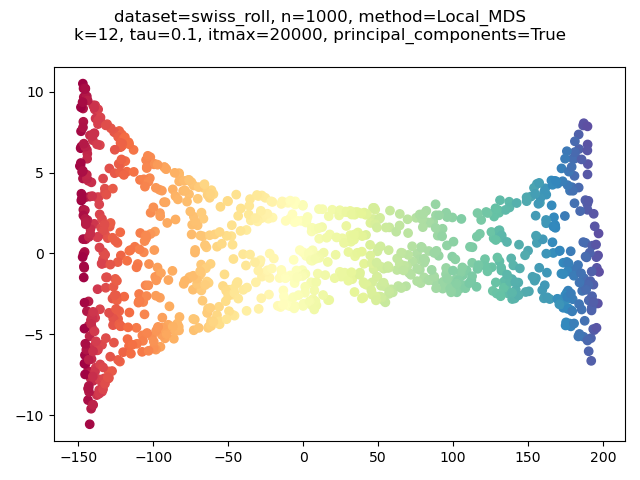 dataset=swiss_roll, n=1000, method=Local_MDS
k=12, tau=0.1, itmax=20000, principal_components=True
10
5
0
−5
−10
−150 −100 −50 0 50 100 150 200